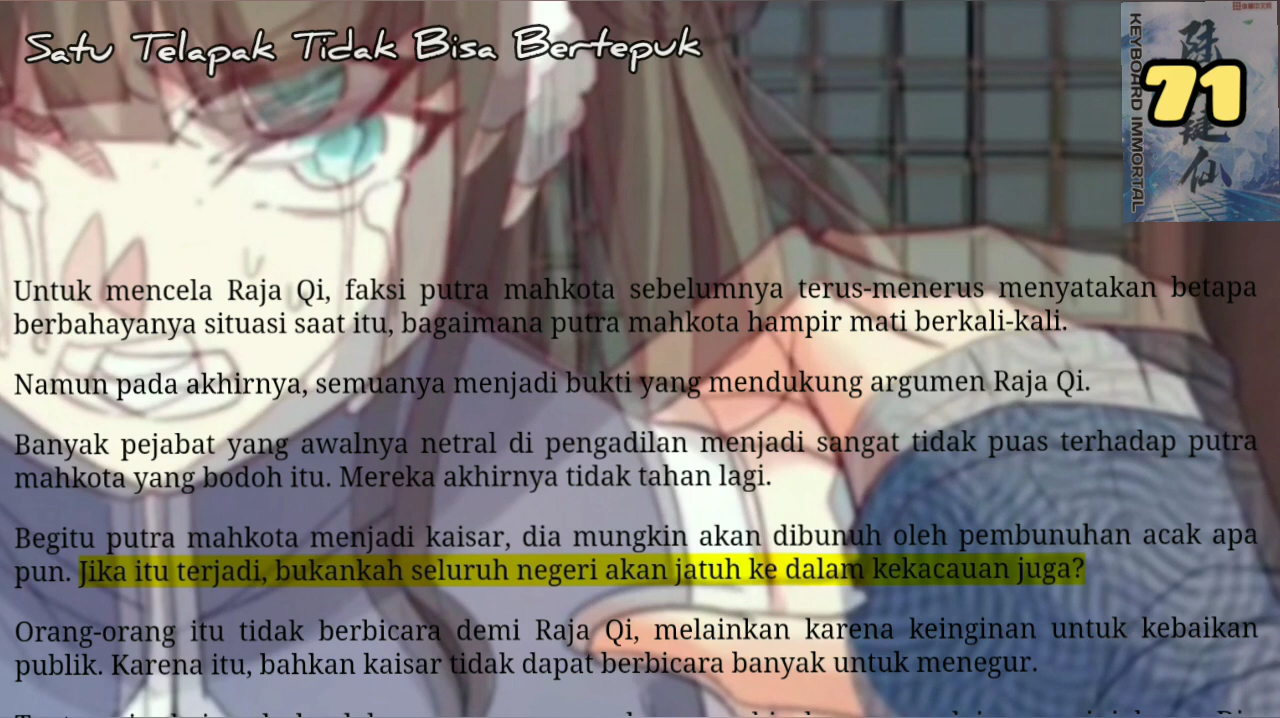 Satu Telapak Tidak Bisa Bertepuk
KEYBOARD IMMORTAL
71
Untuk mencela Raja Qi, faksi putra mahkota sebelumnya terus-menerus menyatakan betapa
berbahayanya situasi saat itu, bagaimana putra mahkota hampir mati berkali-kali.
Namun pada akhirnya, semuanya menjadi bukti yang mendukung argumen Raja Qi.
Banyak pejabat yang awalnya netral di pengadilan menjadi sangat tidak puas terhadap putra
mahkota yang bodoh itu. Mereka akhirnya tidak tahan lagi.
Begitu putra mahkota menjadi kaisar, dia mungkin akan dibunuh oleh pembunuhan acak apa
pun. Jika itu terjadi, bukankah seluruh negeri akan jatuh ke dalam kekacauan juga?
Orang-orang itu tidak berbicara demi Raja Qi, melainkan karena keinginan untuk kebaikan
publik. Karena itu, bahkan kaisar tidak dapat berbicara banyak untuk menegur.